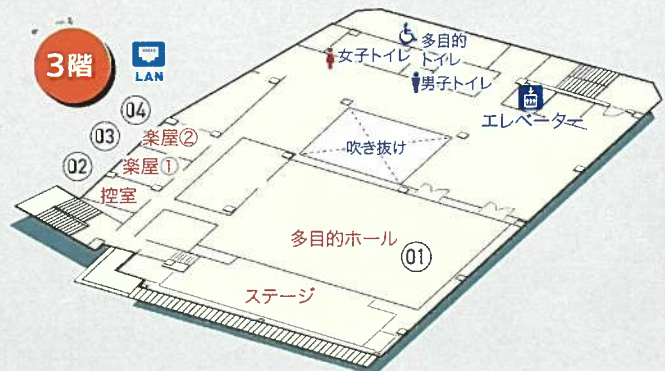 3階
LAN
女子トイレ
多目的
トイレ
男子トイレ
エレベーター
04
03
02
楽屋②
楽屋①
控室
吹き抜け
多目的ホール
01
ステージ